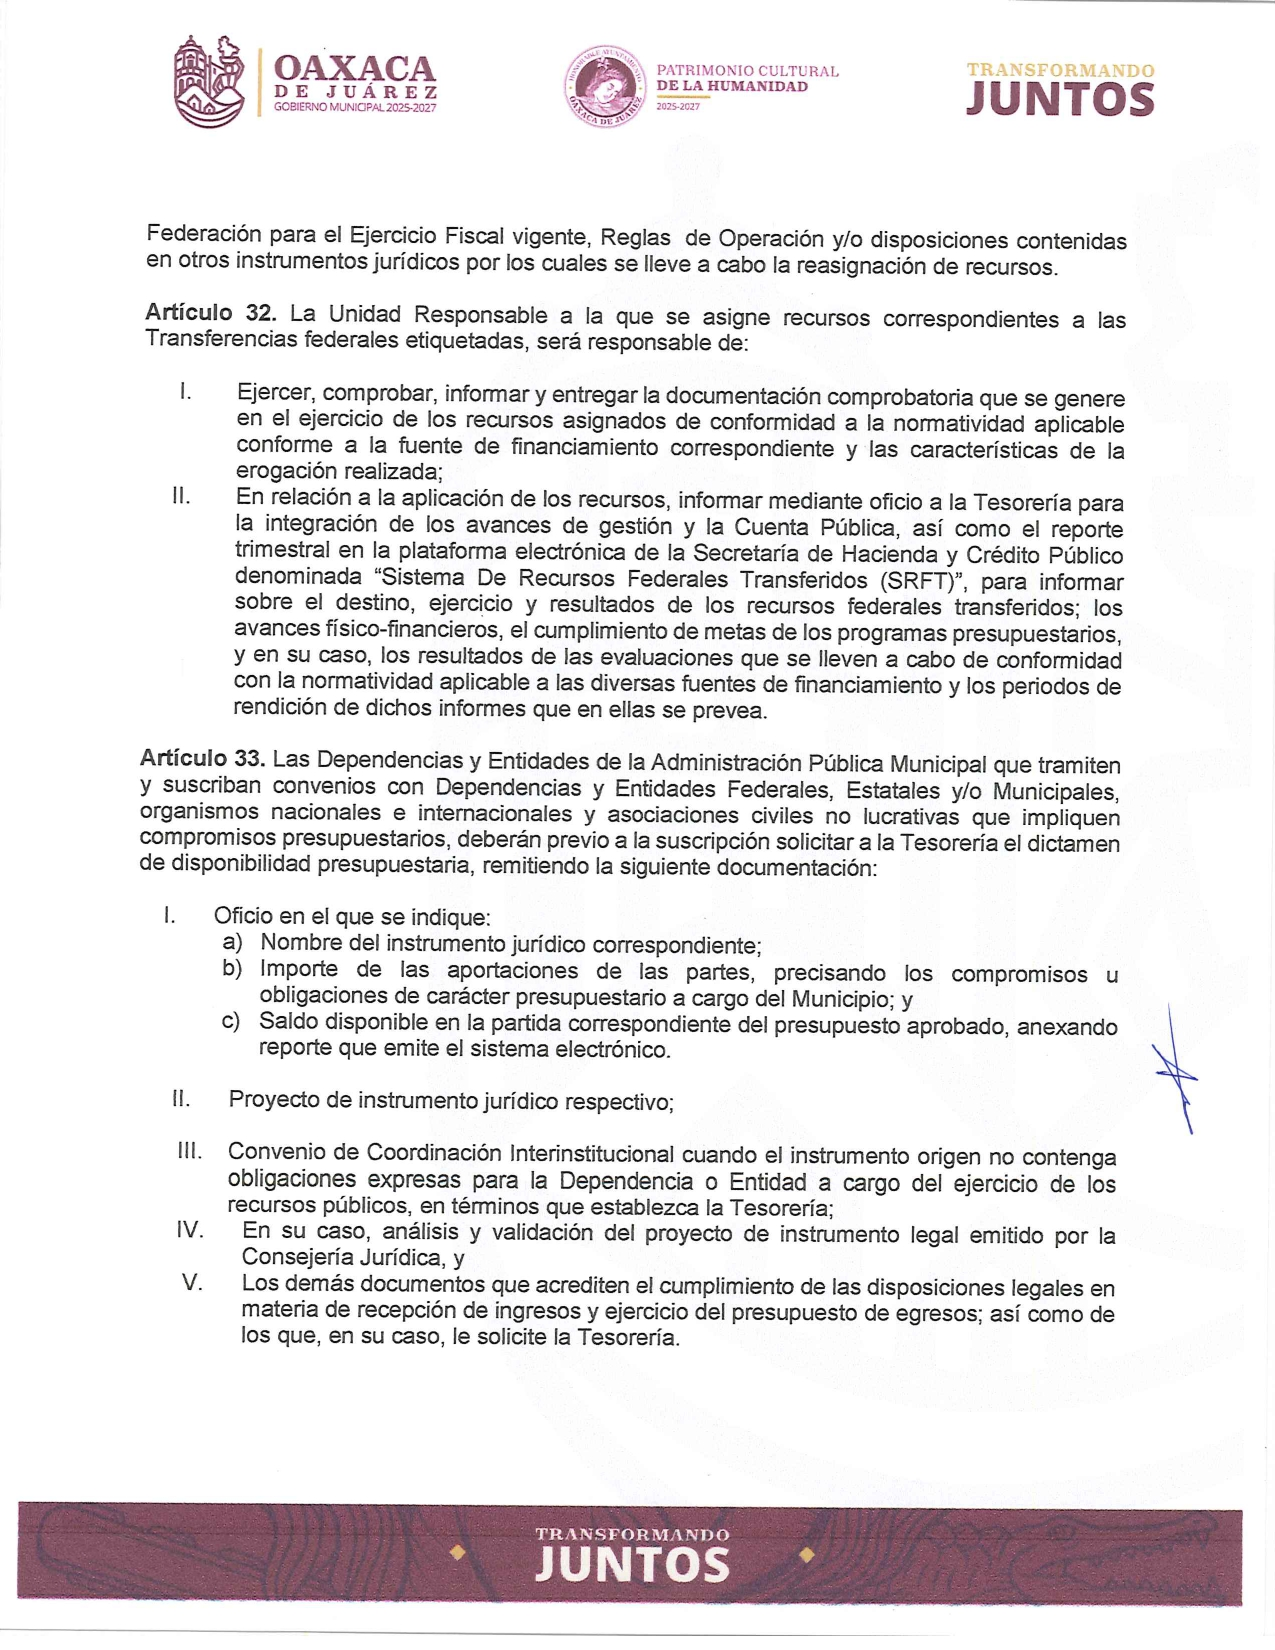 OAXACA
DE JUÁREZ
GOBIERNO MUNICIPAL 2025-2027
HONORABLE AYUNTAMIENTO
OAXACA DE JUÁREZ
PATRIMONIO CULTURAL
DE LA HUMANIDAD
2025-2027
TRANSFORMANDO
JUNTOS
Federación para el Ejercicio Fiscal vigente, Reglas de Operación y/o disposiciones contenidas
en otros instrumentos jurídicos por los cuales se lleve a cabo la reasignación de recursos.
Artículo 32. La Unidad Responsable a la que se asigne recursos correspondientes a las
Transferencias federales etiquetadas, será responsable de:
I. Ejercer, comprobar, informar y entregar la documentación comprobatoria que se genere
en el ejercicio de los recursos asignados de conformidad a la normatividad aplicable
conforme a la fuente de financiamiento correspondiente y las características de la
erogación realizada;
II. En relación a la aplicación de los recursos, informar mediante oficio a la Tesorería para
la integración de los avances de gestión y la Cuenta Pública, así como el reporte
trimestral en la plataforma electrónica de la Secretaría de Hacienda y Crédito Público
denominada “Sistema De Recursos Federales Transferidos (SRFT)”, para informar
sobre el destino, ejercicio y resultados de los recursos federales transferidos; los
avances físico-financieros, el cumplimiento de metas de los programas presupuestarios,
y en su caso, los resultados de las evaluaciones que se lleven a cabo de conformidad
con la normatividad aplicable a las diversas fuentes de financiamiento y los periodos de
rendición de dichos informes que en ellas se prevea.
Artículo 33. Las Dependencias y Entidades de la Administración Pública Municipal que tramiten
y suscriban convenios con Dependencias y Entidades Federales, Estatales y/o Municipales,
organismos nacionales e internacionales y asociaciones civiles no lucrativas que impliquen
compromisos presupuestarios, deberán previo a la suscripción solicitar a la Tesorería el dictamen
de disponibilidad presupuestaria, remitiendo la siguiente documentación:
I. Oficio en el que se indique:
a) Nombre del instrumento jurídico correspondiente;
b) Importe de las aportaciones de las partes, precisando los compromisos u
obligaciones de carácter presupuestario a cargo del Municipio; y
c) Saldo disponible en la partida correspondiente del presupuesto aprobado, anexando
reporte que emite el sistema electrónico.
II. Proyecto de instrumento jurídico respectivo;
III. Convenio de Coordinación Interinstitucional cuando el instrumento origen no contenga
obligaciones expresas para la Dependencia o Entidad a cargo del ejercicio de los
recursos públicos, en términos que establezca la Tesorería;
IV. En su caso, análisis y validación del proyecto de instrumento legal emitido por la
Consejería Jurídica, y
V. Los demás documentos que acrediten el cumplimiento de las disposiciones legales en
materia de recepción de ingresos y ejercicio del presupuesto de egresos; así como de
los que, en su caso, le solicite la Tesorería.
TRANSFORMANDO
JUNTOS